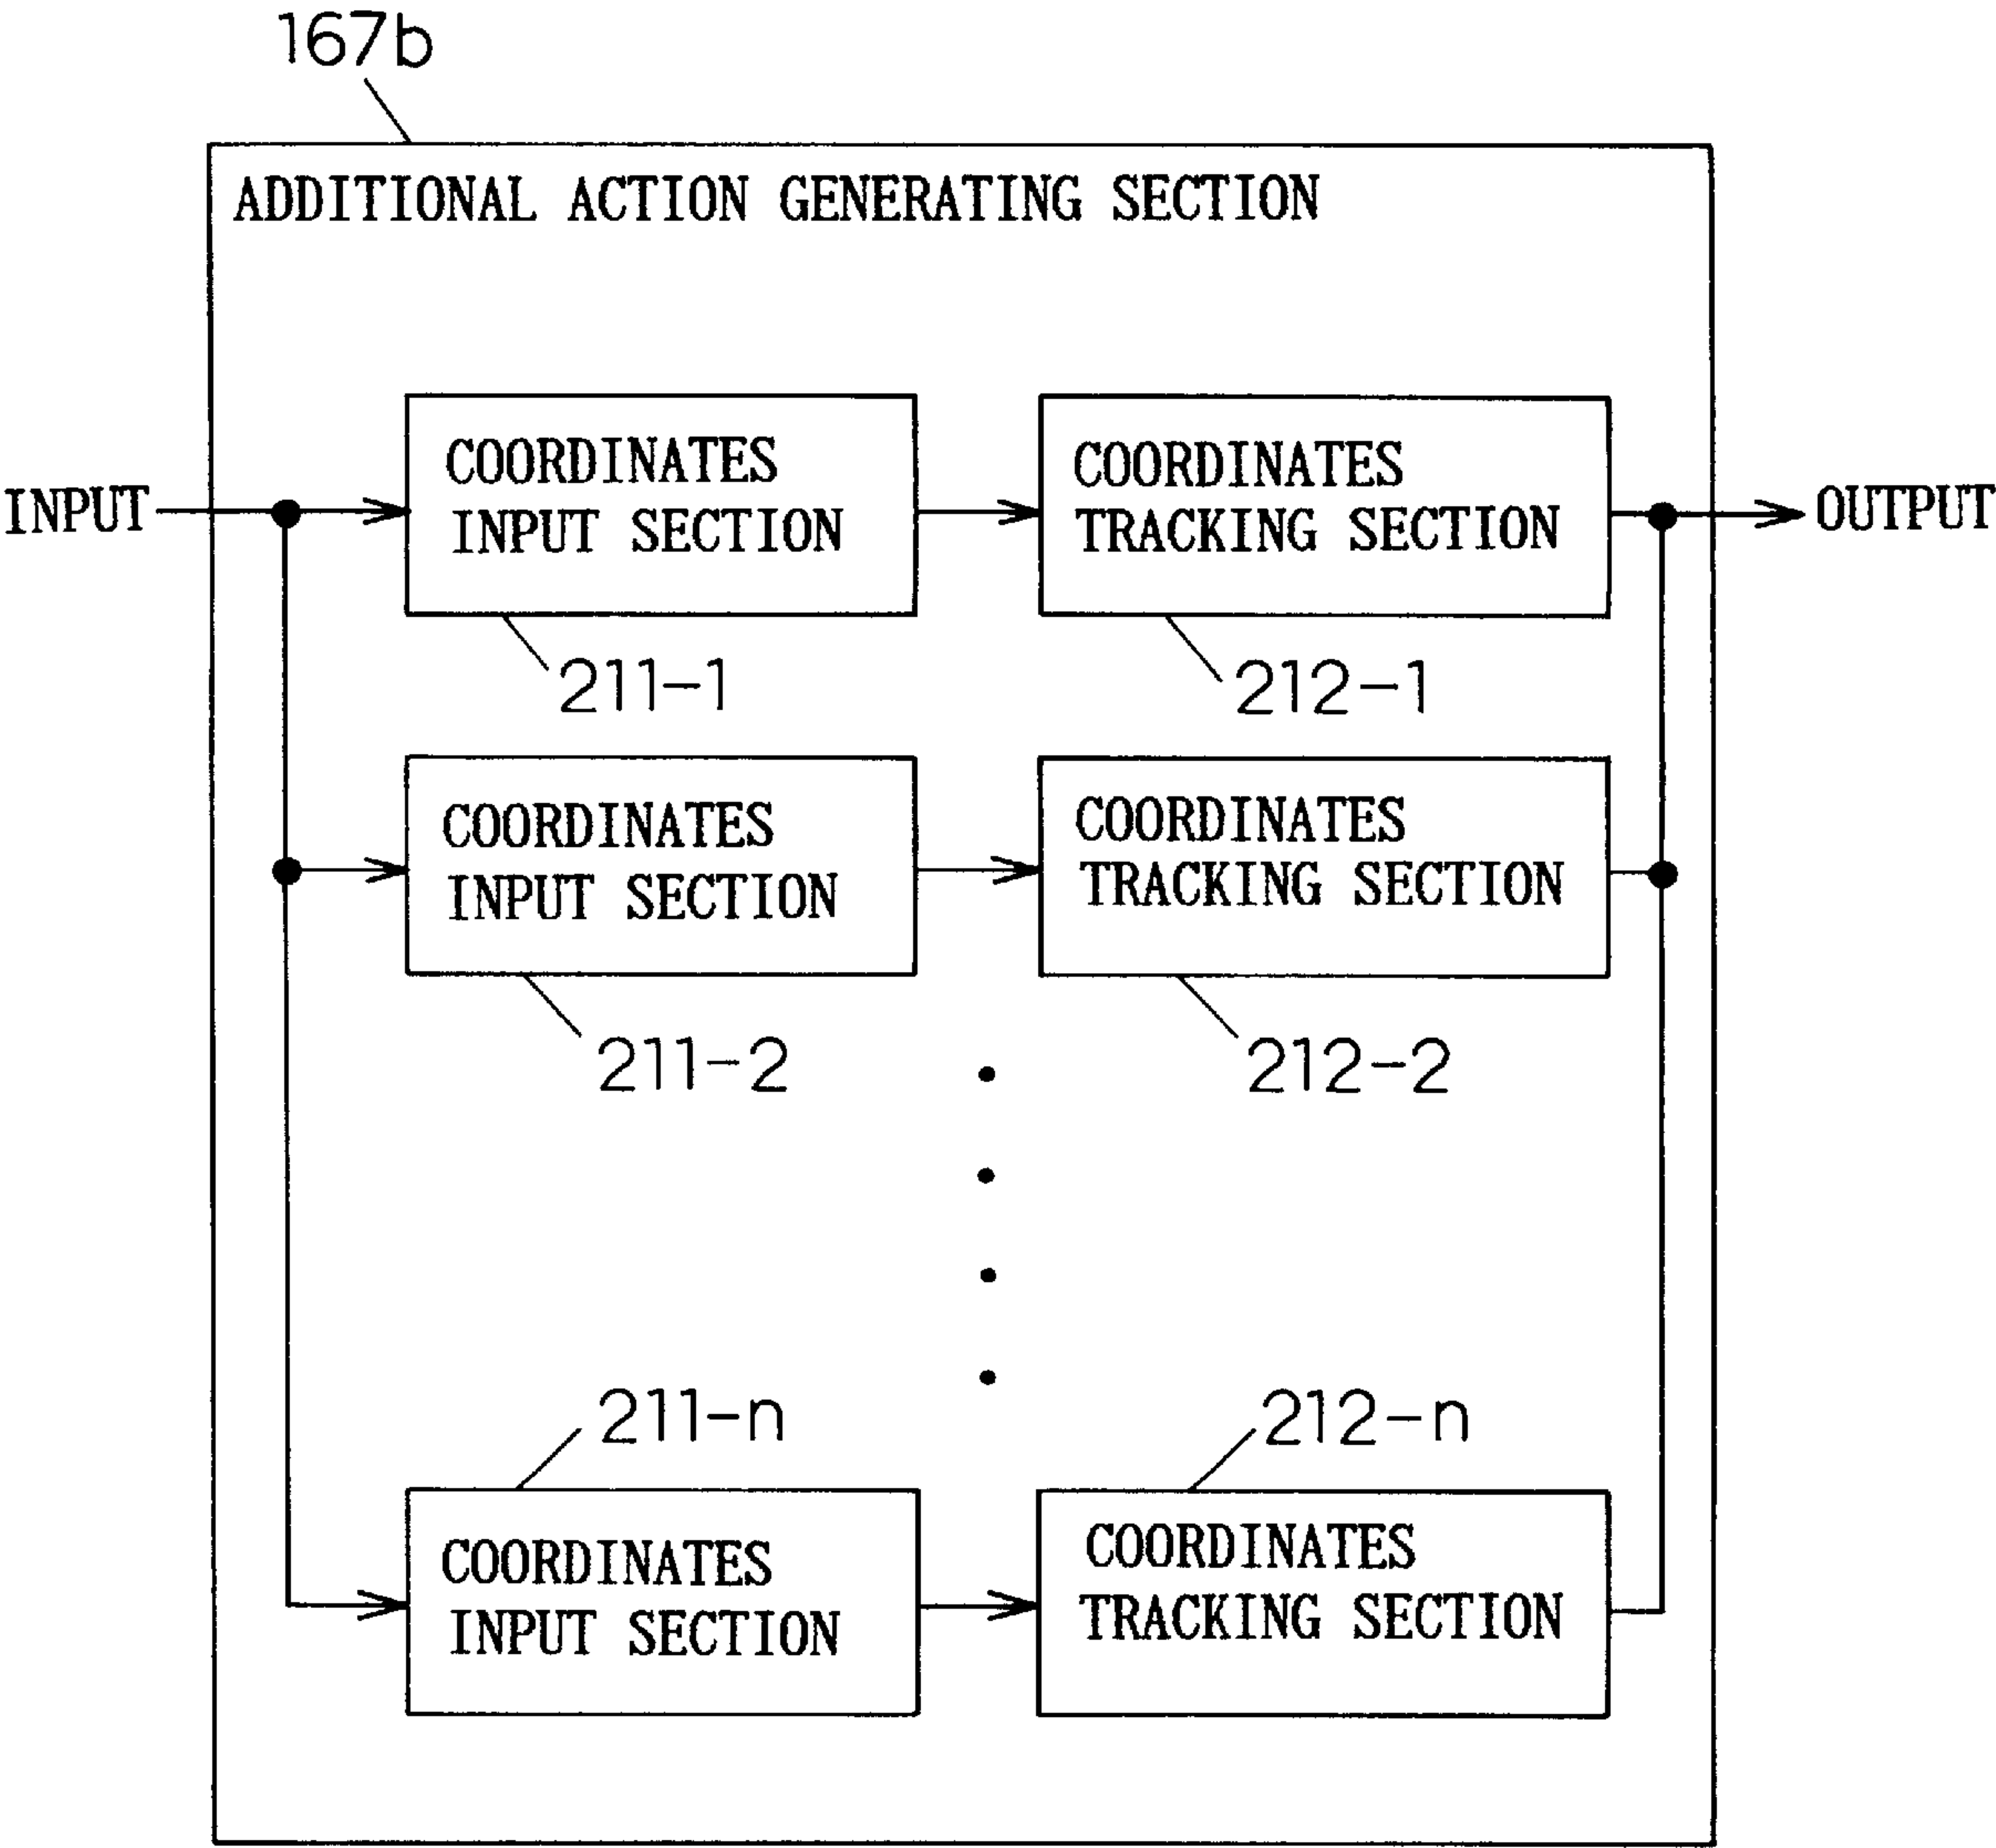 167b
ADDITIONAL ACTION GENERATING SECTION
INPUT
COORDINATES
INPUT SECTION
COORDINATES
TRACKING SECTION
OUTPUT
211-1
212-1
COORDINATES
INPUT SECTION
COORDINATES
TRACKING SECTION
211-2
212-2
211-n
212-n
COORDINATES
INPUT SECTION
COORDINATES
TRACKING SECTION